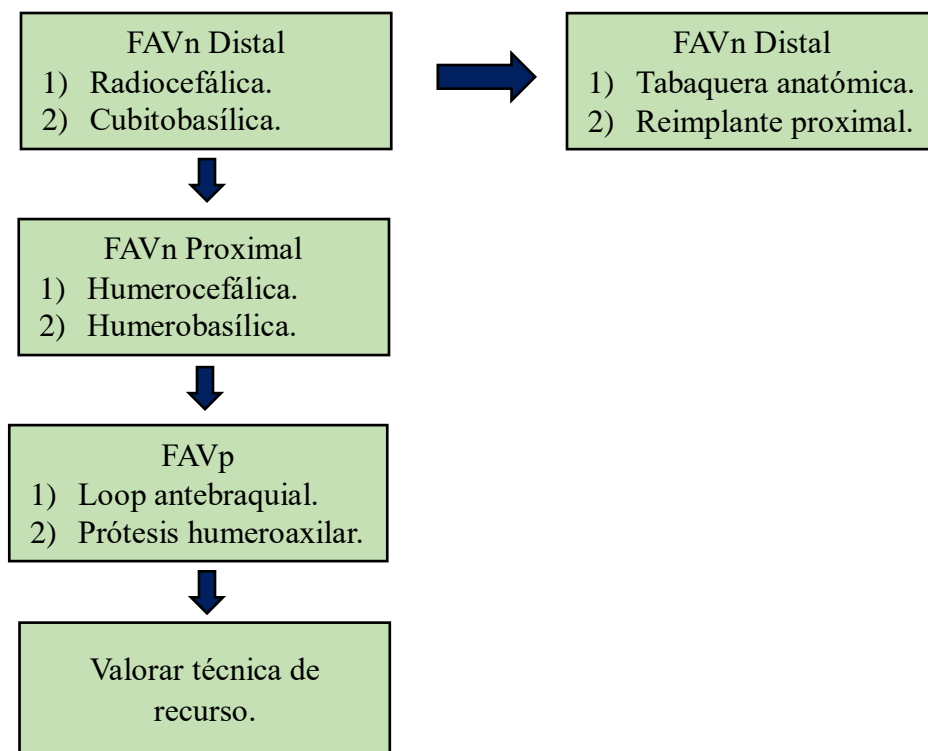 FAVn Distal
1) Radiocefálica.
2) Cubitobasílica.
FAVn Distal
1) Tabaquera anatómica.
2) Reimplante proximal.
FAVn Proximal
1) Humerocefálica.
2) Humerobasílica.
FAVp
1) Loop antebraquial.
2) Prótesis humeroaxilar.
Valorar técnica de
recurso.